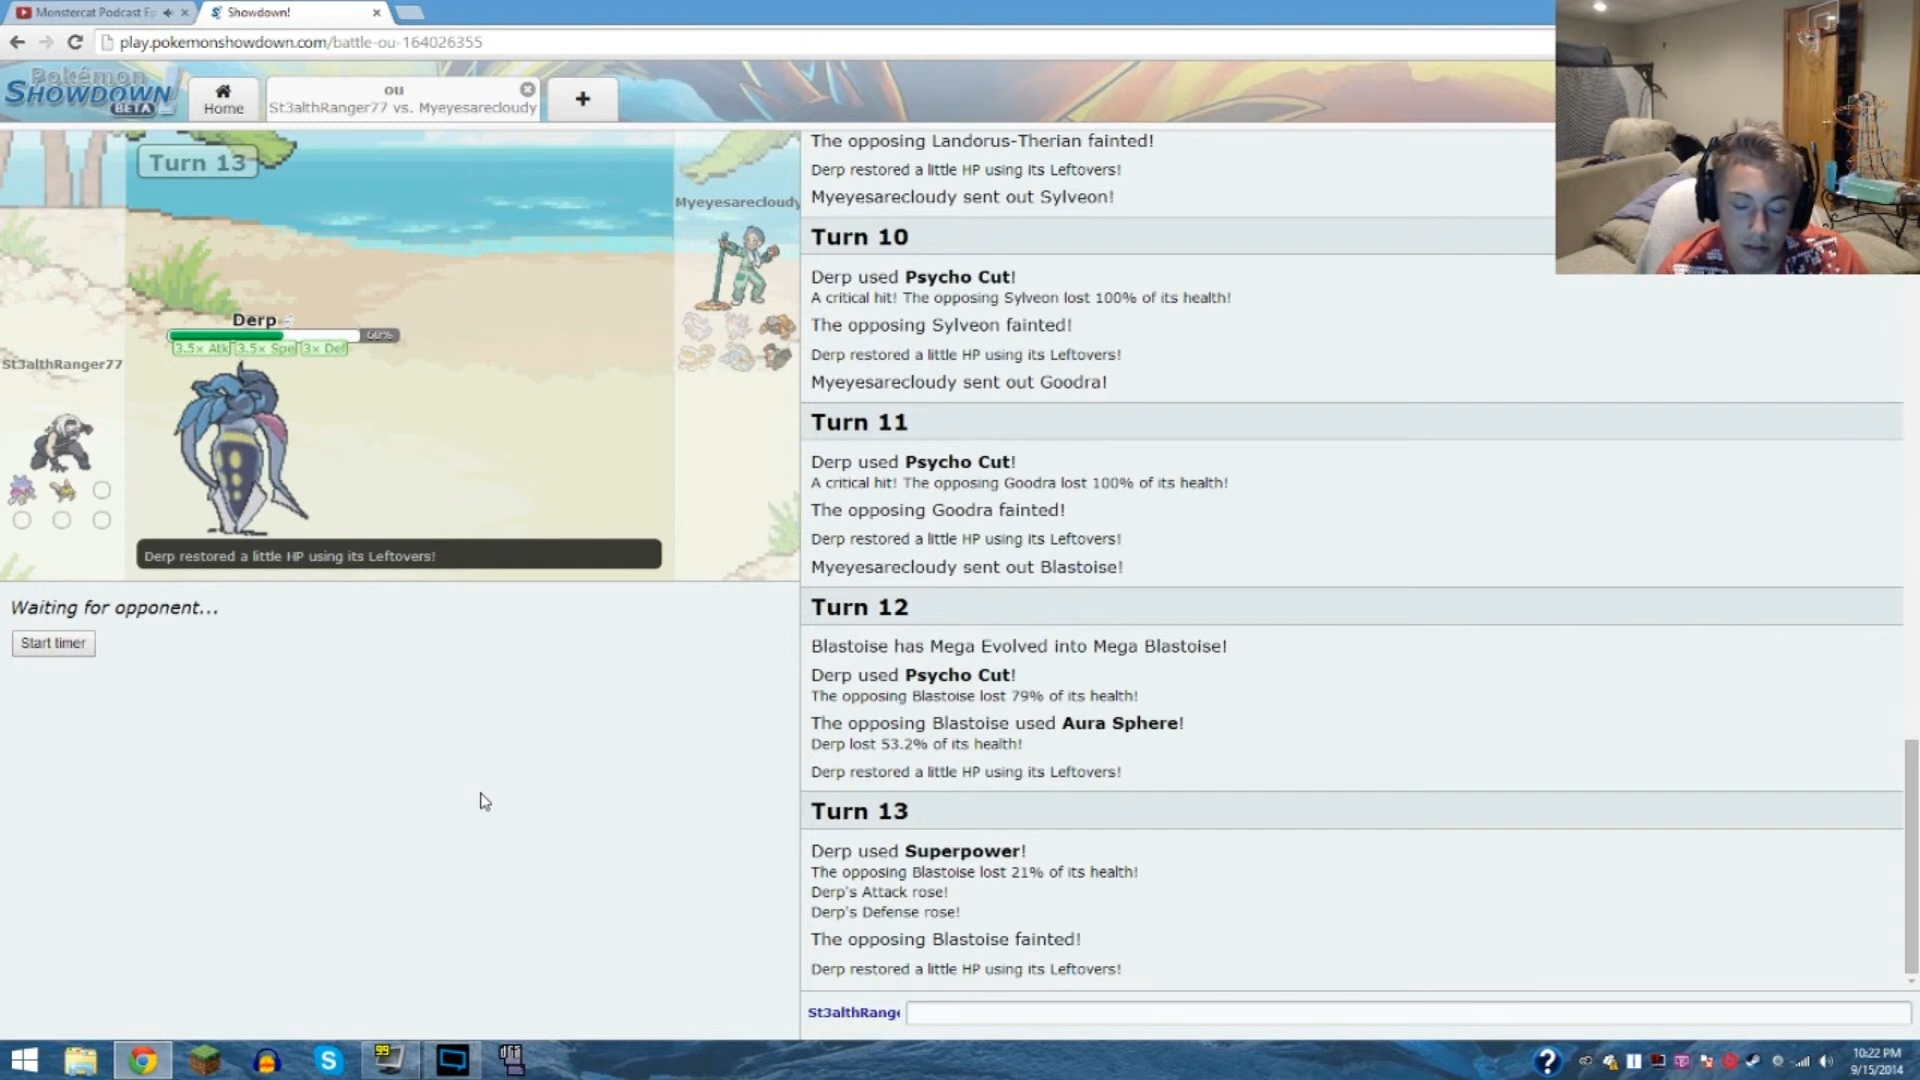 Monstercat Podcast Ep
Showdown!
play.pokemonshowdown.com/battle-ou-164026355
Pokémon
SHOWDOWN!
BETA
Home
ou
St3althRanger77 vs. Myeyesarecloudy
+
Turn 13
Myeyesarecloudy
Derp
60%
3.5× Atk 3.5× Spe 3× Def
St3althRanger77
Derp restored a little HP using its Leftovers!
Waiting for opponent...
Start timer
The opposing Landorus-Therian fainted!
Derp restored a little HP using its Leftovers!
Myeyesarecloudy sent out Sylveon!
Turn 10
Derp used Psycho Cut!
A critical hit! The opposing Sylveon lost 100% of its health!
The opposing Sylveon fainted!
Derp restored a little HP using its Leftovers!
Myeyesarecloudy sent out Goodra!
Turn 11
Derp used Psycho Cut!
A critical hit! The opposing Goodra lost 100% of its health!
The opposing Goodra fainted!
Derp restored a little HP using its Leftovers!
Myeyesarecloudy sent out Blastoise!
Turn 12
Blastoise has Mega Evolved into Mega Blastoise!
Derp used Psycho Cut!
The opposing Blastoise lost 79% of its health!
The opposing Blastoise used Aura Sphere!
Derp lost 53.2% of its health!
Derp restored a little HP using its Leftovers!
Turn 13
Derp used Superpower!
The opposing Blastoise lost 21% of its health!
Derp's Attack rose!
Derp's Defense rose!
The opposing Blastoise fainted!
Derp restored a little HP using its Leftovers!
St3althRange
99
10:22 PM
9/15/2014